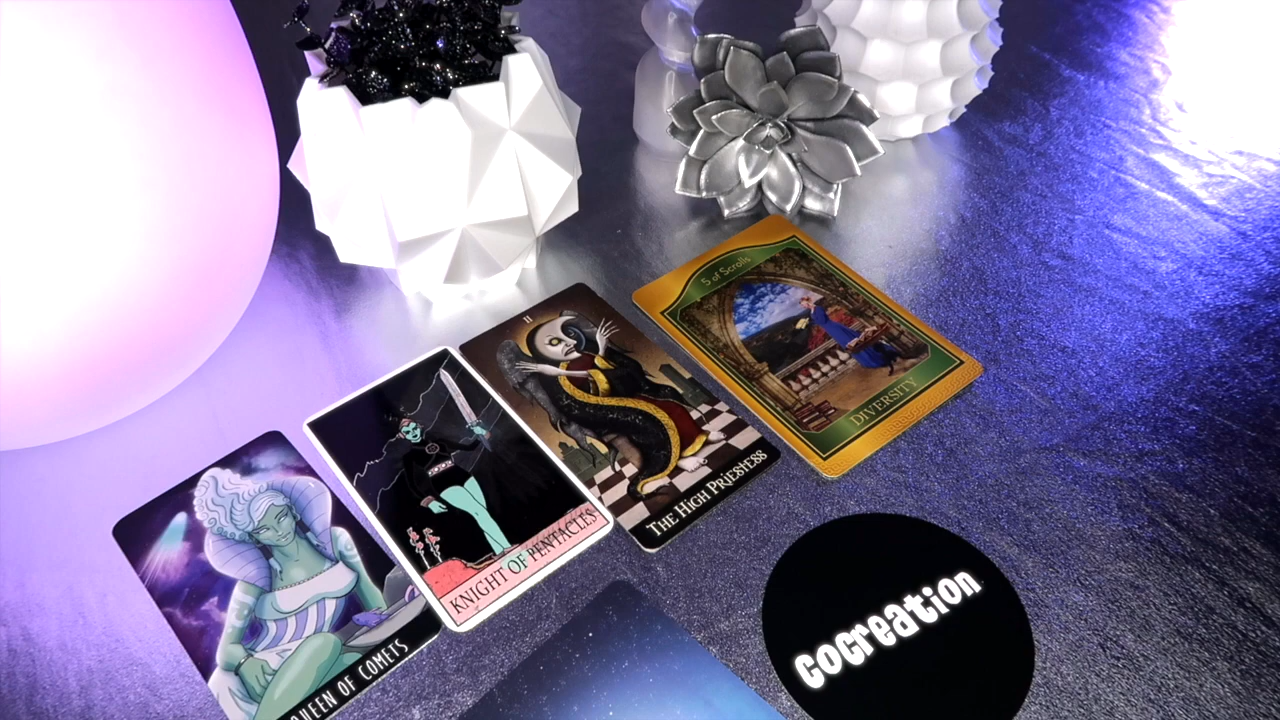 5 of Scrolls
DIVERSITY
II
THE HIGH PRIESTESS
KNIGHT OF PENTACLES
QUEEN OF COMETS
cocreation